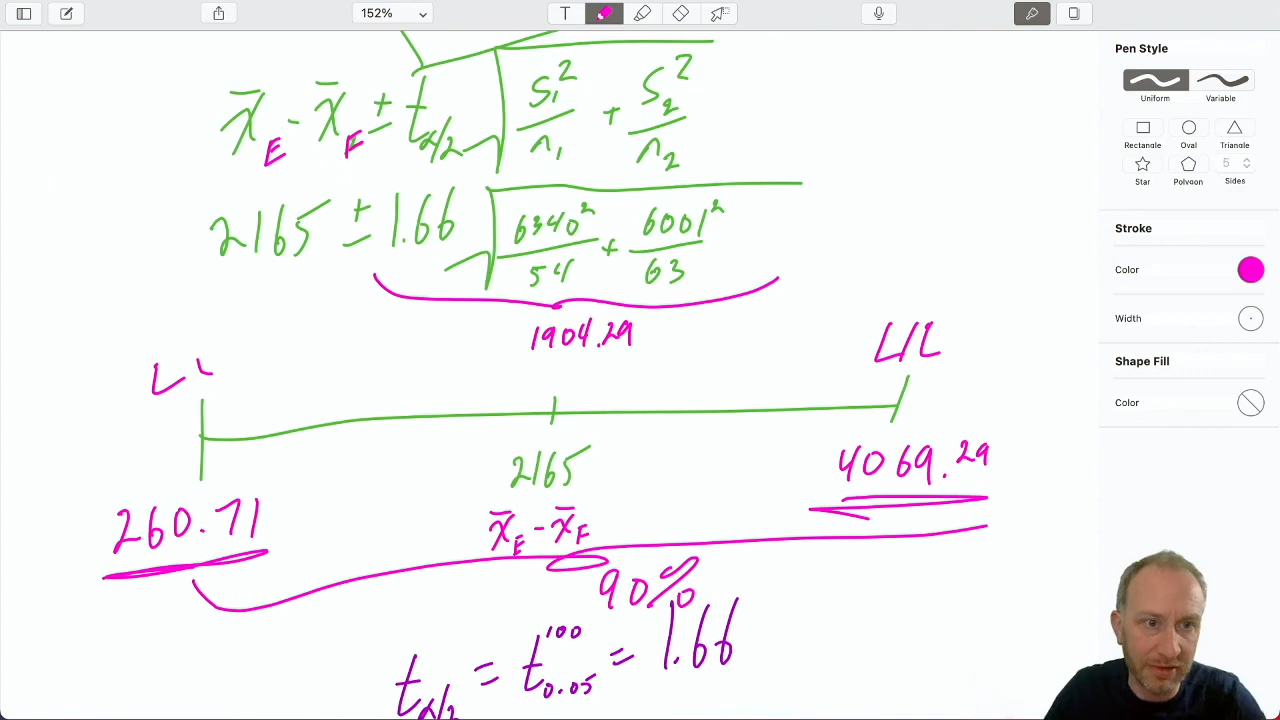 152%
T
Pen Style
Uniform Variable
Rectangle Oval Triangle
Star Polygon 5 Sides
Stroke
Color
Width
Shape Fill
Color
x̄E - x̄F ± tα/2 √(S1²/n1 + S2²/n2)
2165 ± 1.66 √(6340²/54 + 6001²/63)
1904.29
LL UL
2165
260.71 4069.29
x̄E - x̄F
90%
tα/2 = t 100 0.05 = 1.66